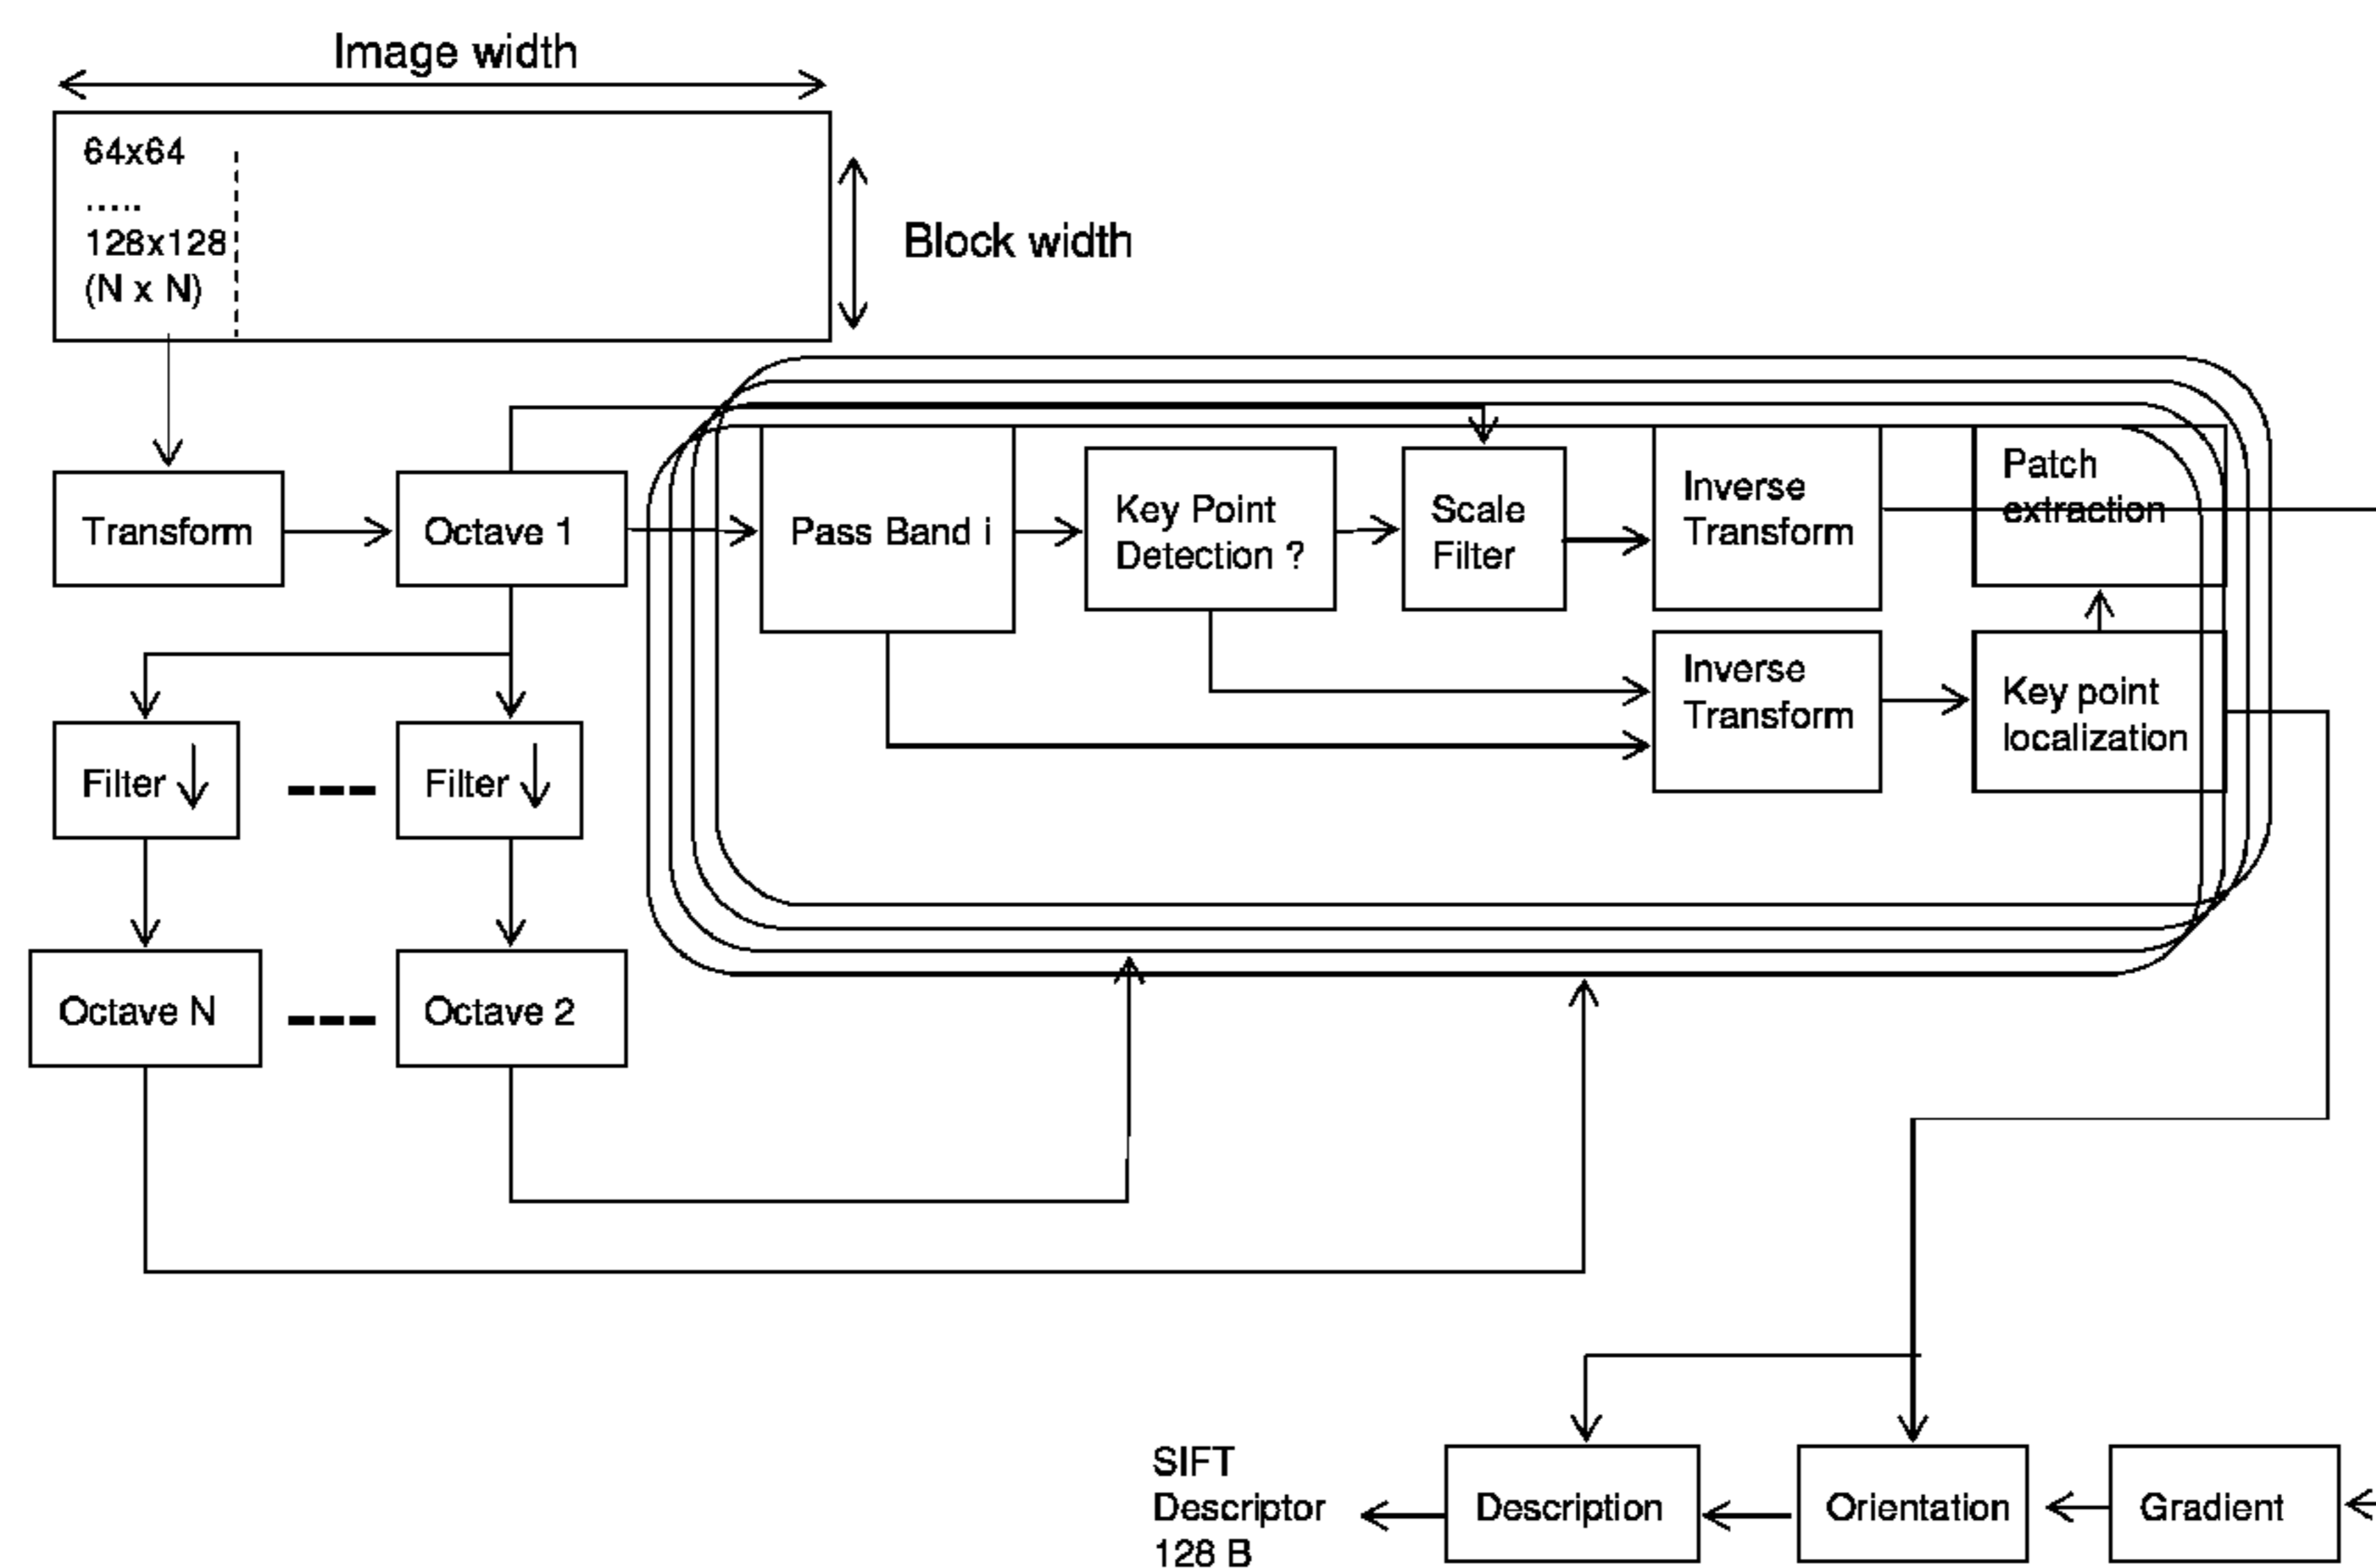 Image width
64x64
.....
128x128
(N x N)
Block width
Transform
Octave 1
Pass Band i
Key Point
Detection ?
Scale
Filter
Inverse
Transform
Patch
extraction
Inverse
Transform
Key point
localization
Filter
Filter
Octave N
Octave 2
SIFT
Descriptor
128 B
Description
Orientation
Gradient